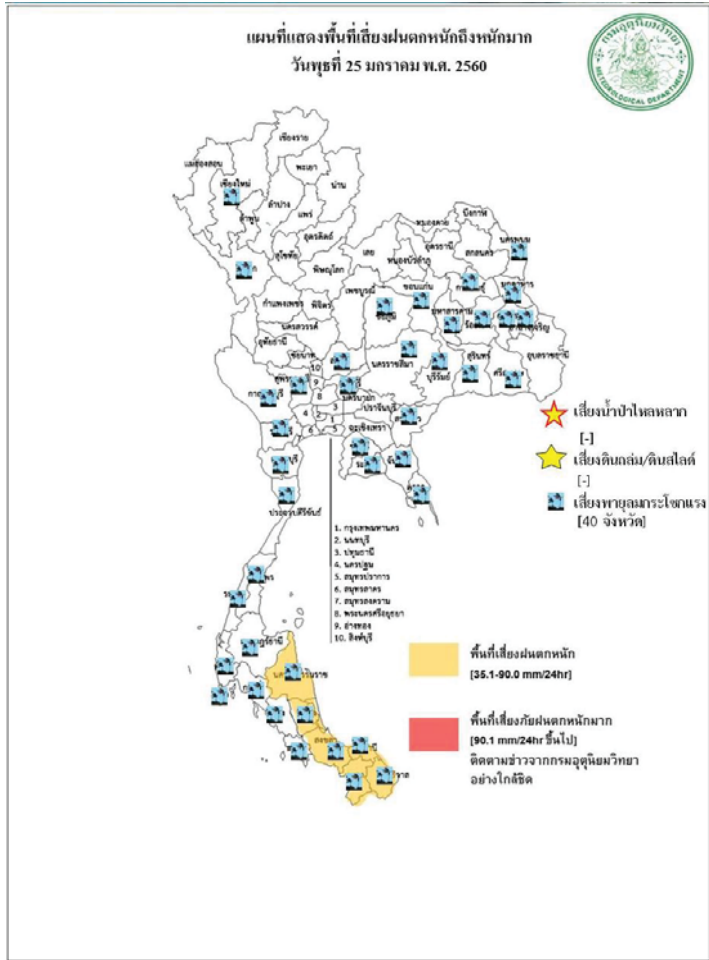 แผนที่แสดงพื้นที่เสี่ยงฝนตกหนักถึงหนักมาก
วันพุธที่ 25 มกราคม พ.ศ. 2560
กรมอุตุนิยมวิทยา
METEOROLOGICAL DEPARTMENT
เชียงราย
แม่ฮ่องสอน
พะเยา
เชียงใหม่
น่าน
ลำปาง
ลำพูน
แพร่
บึงกาฬ
หนองคาย
นครพนม
อุตรดิตถ์
เลย
อุดรธานี
สกลนคร
สุโขทัย
หนองบัวลำภู
พิษณุโลก
ขอนแก่น
มุกดาหาร
กำแพงเพชร
พิจิตร
เพชรบูรณ์
มหาสารคาม
นครสวรรค์
อุทัยธานี
ชัยนาท
นครราชสีมา
บุรีรัมย์
สุรินทร์
อุบลราชธานี
10
9
8
นครนายก
ปราจีนบุรี
4
2
3
1
6
5
ฉะเชิงเทรา
ประจวบคีรีขันธ์
เสี่ยงน้ำป่าไหลหลาก
[-]
เสี่ยงดินถล่ม/ดินสไลด์
[-]
เสี่ยงพายุลมกระโชกแรง
[40 จังหวัด]
1. กรุงเทพมหานคร
2. นนทบุรี
3. ปทุมธานี
4. นครปฐม
5. สมุทรปราการ
6. สมุทรสาคร
7. สมุทรสงคราม
8. พระนครศรีอยุธยา
9. อ่างทอง
10. สิงห์บุรี
พื้นที่เสี่ยงฝนตกหนัก
[35.1-90.0 mm/24hr]
พื้นที่เสี่ยงภัยฝนตกหนักมาก
[90.1 mm/24hr ขึ้นไป]
ติดตามข่าวจากกรมอุตุนิยมวิทยา
อย่างใกล้ชิด